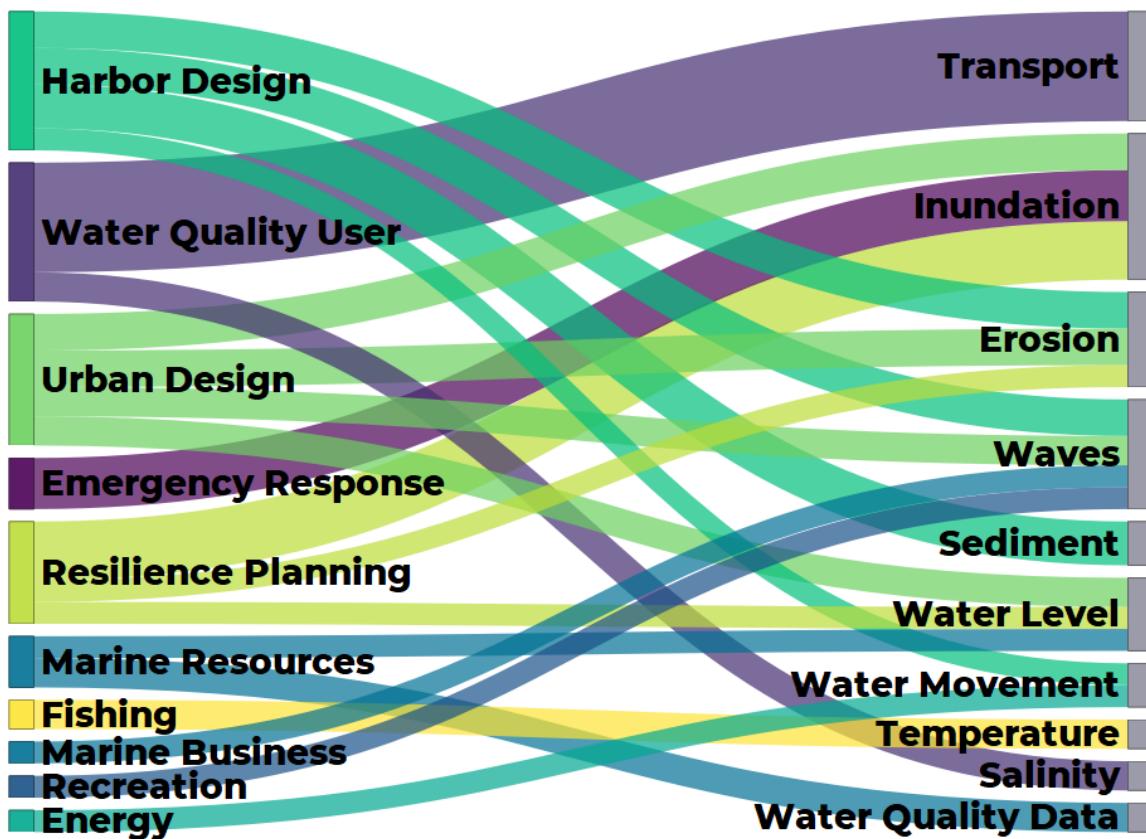 Harbor Design
Water Quality User
Urban Design
Emergency Response
Resilience Planning
Marine Resources
Fishing
Marine Business
Recreation
Energy
Transport
Inundation
Erosion
Waves
Sediment
Water Level
Water Movement
Temperature
Salinity
Water Quality Data